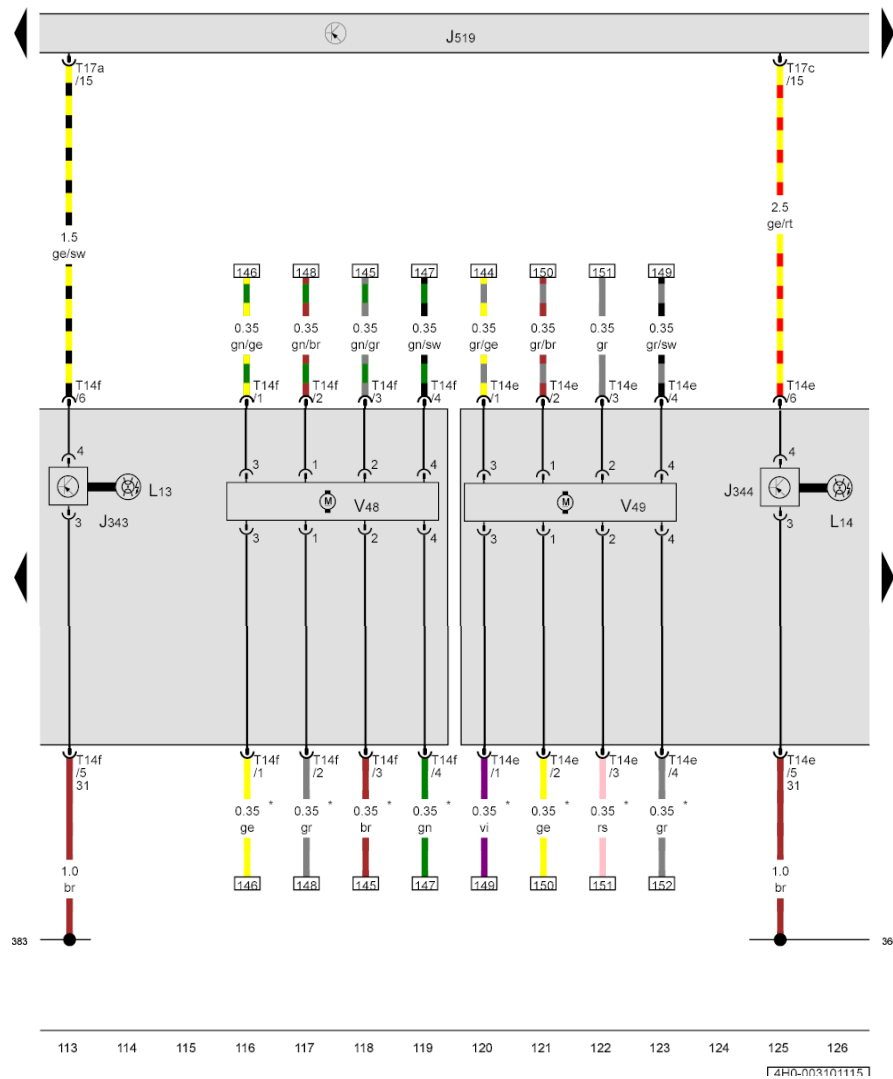 J519
T17a
/15
T17c
/15
1.5
ge/sw
2.5
ge/rt
146 148 145 147 144 150 151 149
0.35 0.35 0.35 0.35 0.35 0.35 0.35 0.35
gn/ge gn/br gn/gr gn/sw gr/ge gr/br gr gr/sw
T14f T14f T14f T14f T14f T14e T14e T14e T14e T14e
/6 /1 /2 /3 /4 /1 /2 /3 /4 /6
4 3 1 2 4 3 1 2 4 4
L13 M V48 M V49 J344
3 J343 3 L14
3 1 2 4 3 1 2 4
T14f T14f T14f T14f T14f T14e T14e T14e T14e T14e
/5 /1 /2 /3 /4 /1 /2 /3 /4 /5
31 31
0.35 * 0.35 * 0.35 * 0.35 * 0.35 * 0.35 * 0.35 * 0.35 *
ge gr br gn vi ge rs gr
1.0 1.0
br br
146 148 145 147 149 150 151 152
383 36
113 114 115 116 117 118 119 120 121 122 123 124 125 126
4H0-003101115